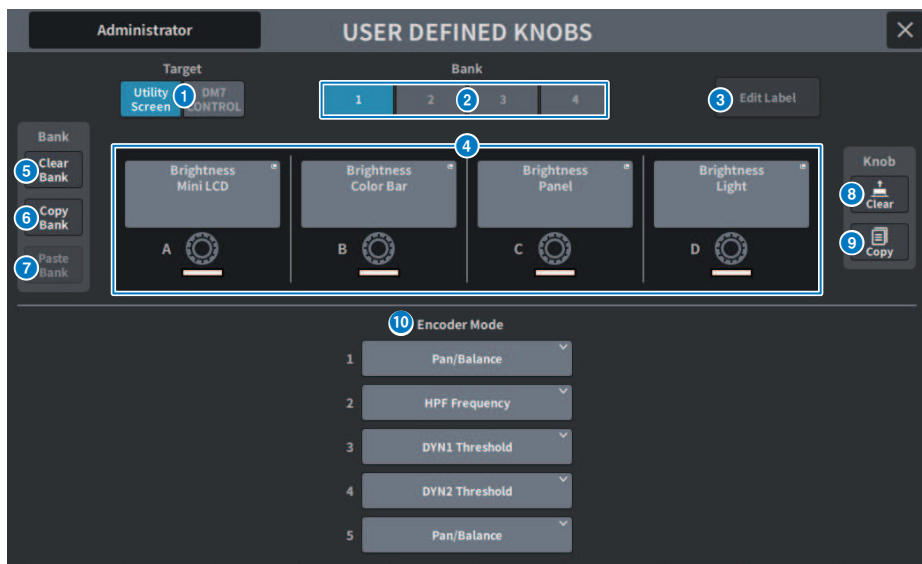 Administrator
USER DEFINED KNOBS
Target
Bank
Utility
Screen
1
DM7
CONTROL
1 2 2 3 4
3 Edit Label
Bank
4
5 Clear
Bank
6 Copy
Bank
7 Paste
Bank
Brightness
Mini LCD
Brightness
Color Bar
Brightness
Panel
Brightness
Light
A
B
C
D
Knob
8 Clear
9 Copy
10 Encoder Mode
1 Pan/Balance
2 HPF Frequency
3 DYN1 Threshold
4 DYN2 Threshold
5 Pan/Balance